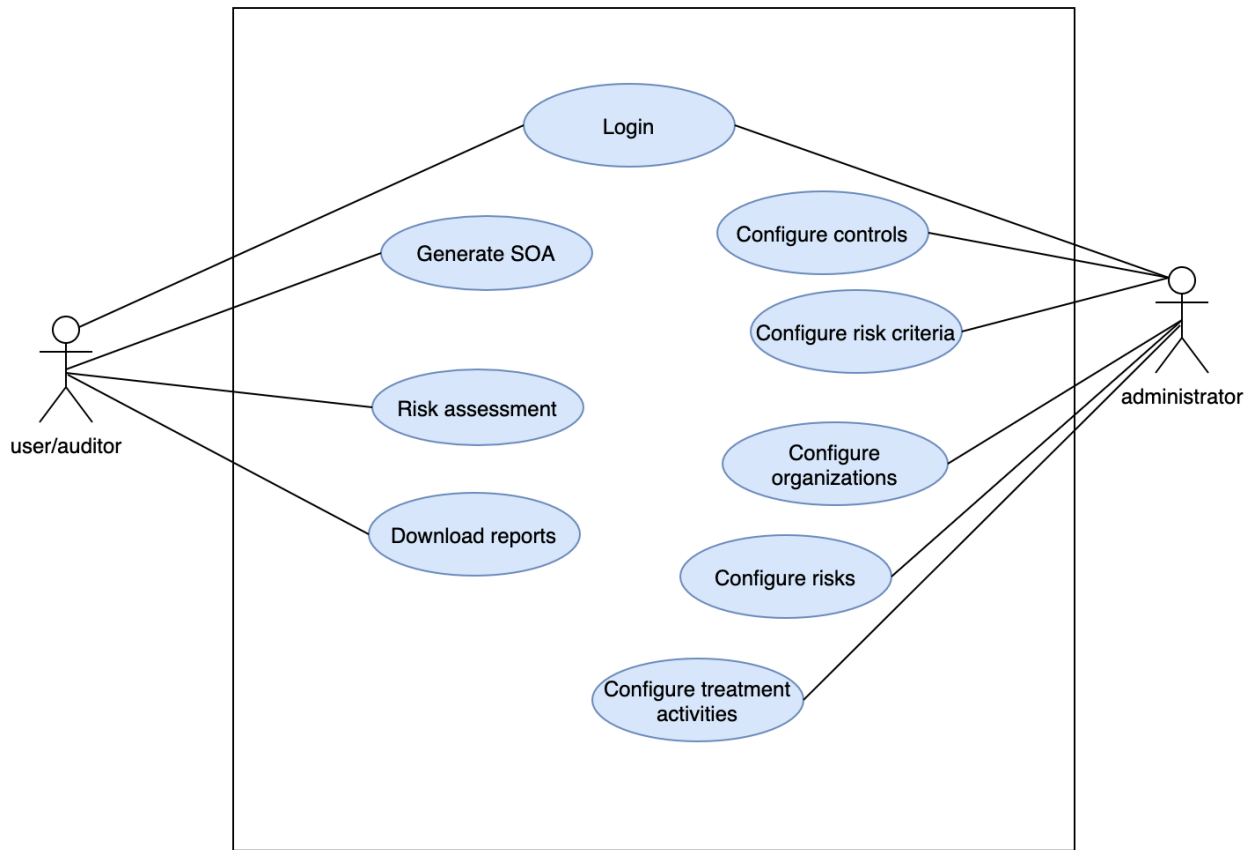 Login
Generate SOA
Configure controls
Configure risk criteria
Risk assessment
administrator
user/auditor
Configure
organizations
Download reports
Configure risks
Configure treatment
activities